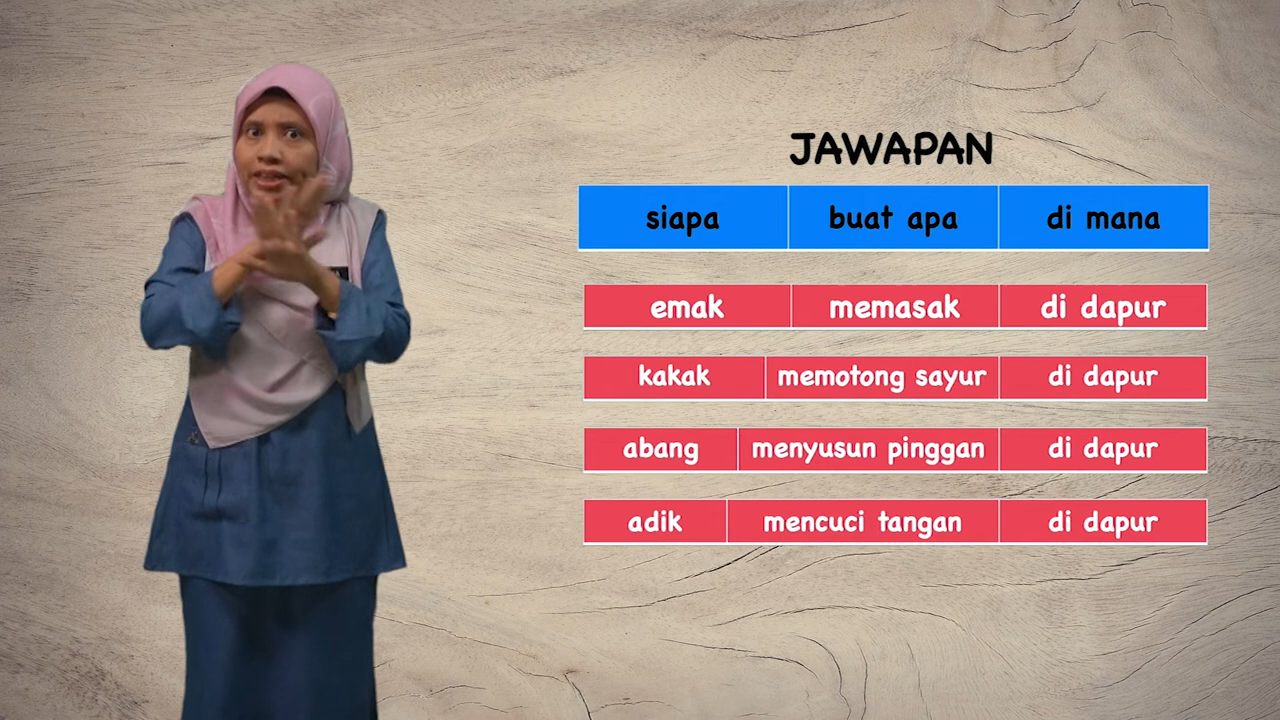 JAWAPAN
siapa buat apa di mana
emak memasak di dapur
kakak memotong sayur di dapur
abang menyusun pinggan di dapur
adik mencuci tangan di dapur